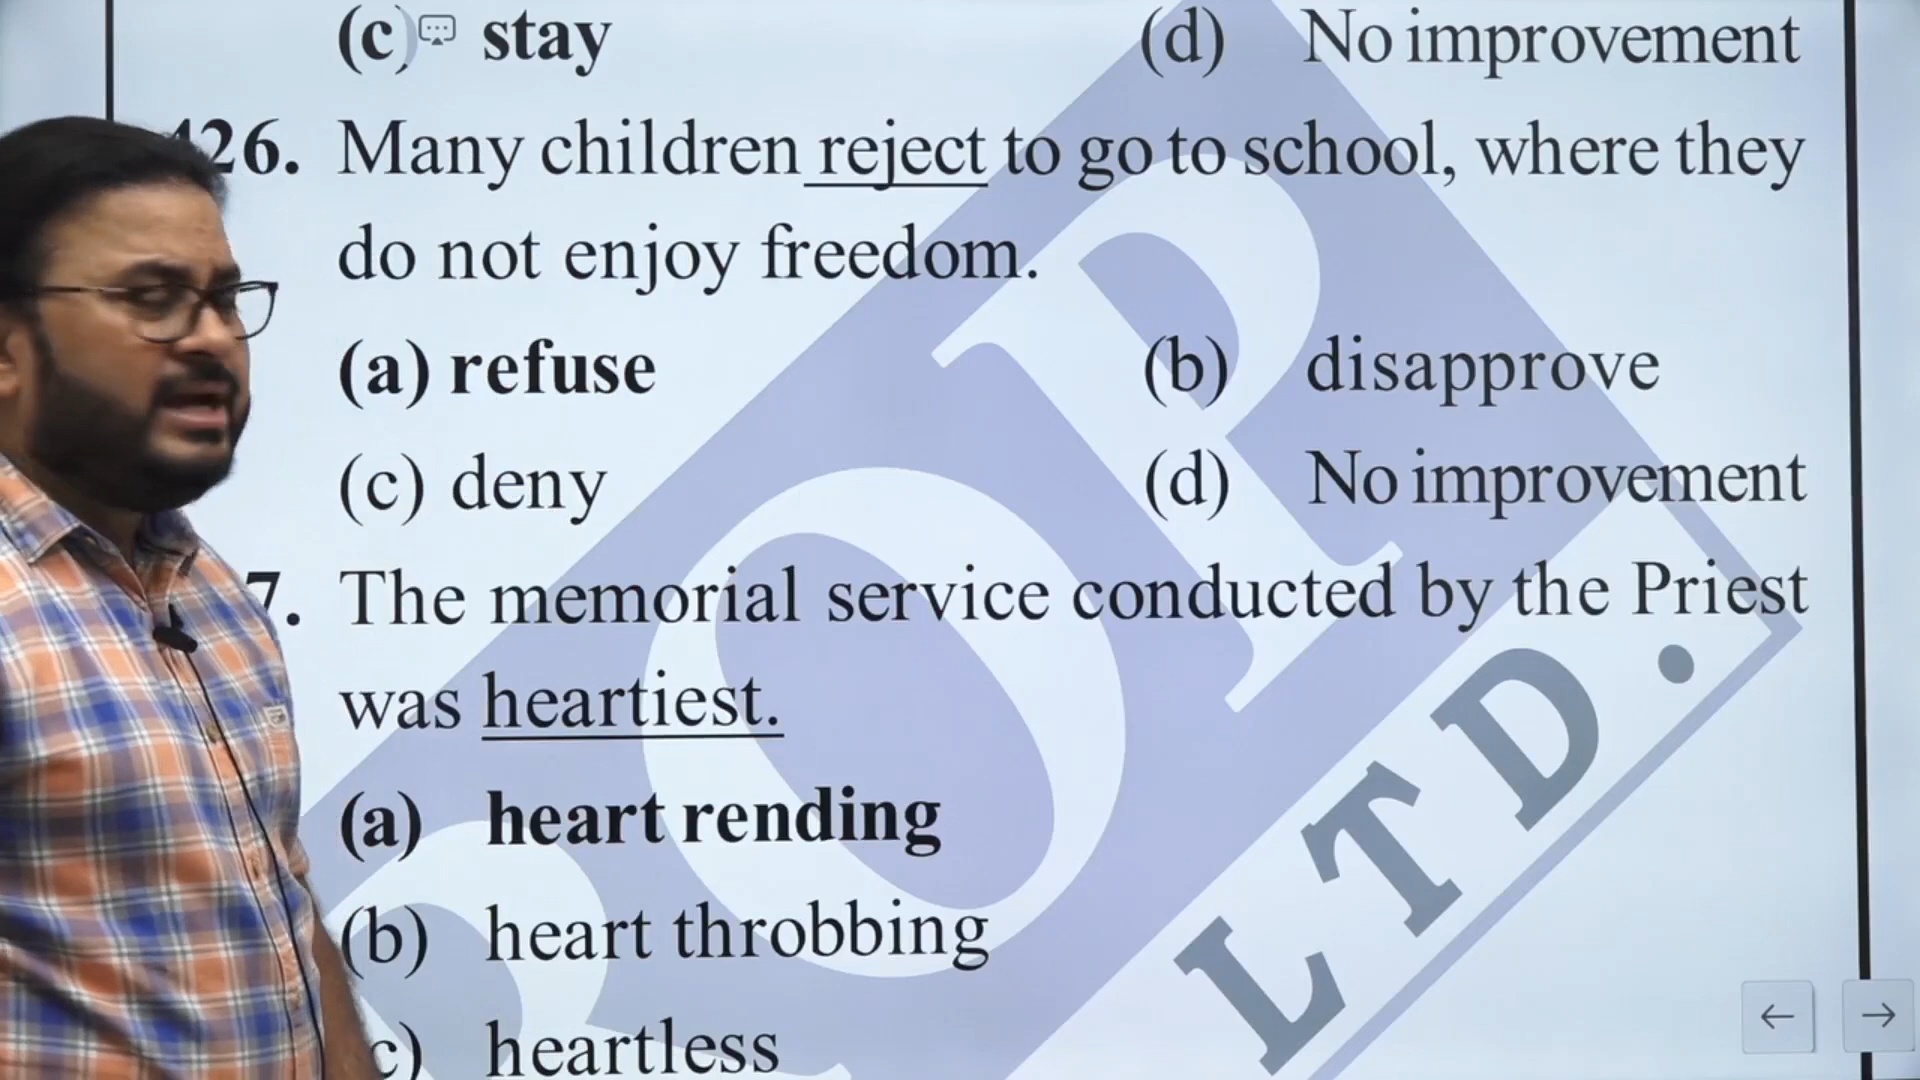 (c) stay (d) No improvement
426. Many children reject to go to school, where they
do not enjoy freedom.
(a) refuse (b) disapprove
(c) deny (d) No improvement
7. The memorial service conducted by the Priest
was heartiest.
(a) heart rending
(b) heart throbbing
c) heartless
LTD.